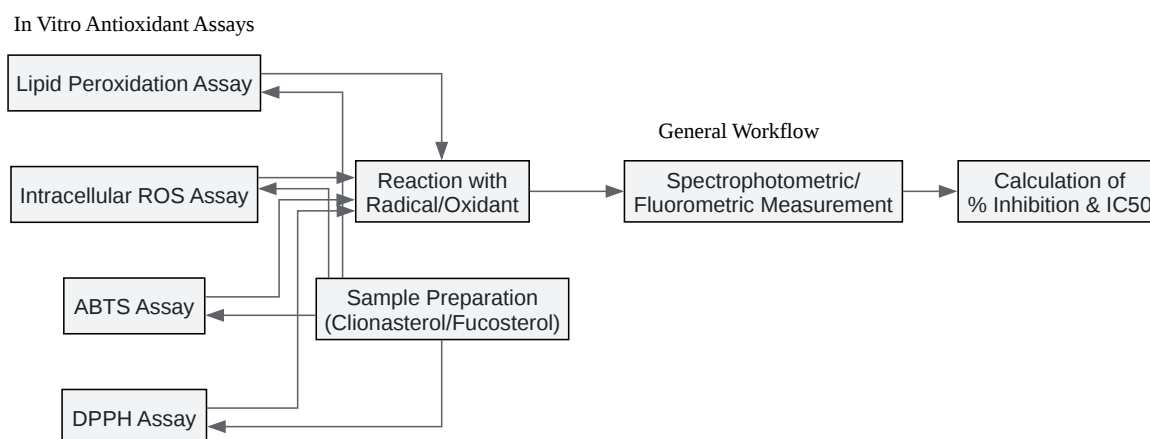 In Vitro Antioxidant Assays
Lipid Peroxidation Assay
General Workflow
Intracellular ROS Assay
Reaction with
Radical/Oxidant
Spectrophotometric/
Fluorometric Measurement
Calculation of
% Inhibition & IC50
ABTS Assay
Sample Preparation
(Clionasterol/Fucosterol)
DPPH Assay